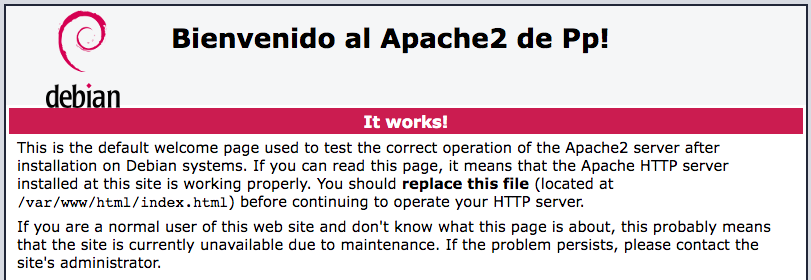 Bienvenido al Apache2 de Pp!
debian
It works!
This is the default welcome page used to test the correct operation of the Apache2 server after
installation on Debian systems. If you can read this page, it means that the Apache HTTP server
installed at this site is working properly. You should replace this file (located at
/var/www/html/index.html) before continuing to operate your HTTP server.
If you are a normal user of this web site and don't know what this page is about, this probably means
that the site is currently unavailable due to maintenance. If the problem persists, please contact the
site's administrator.